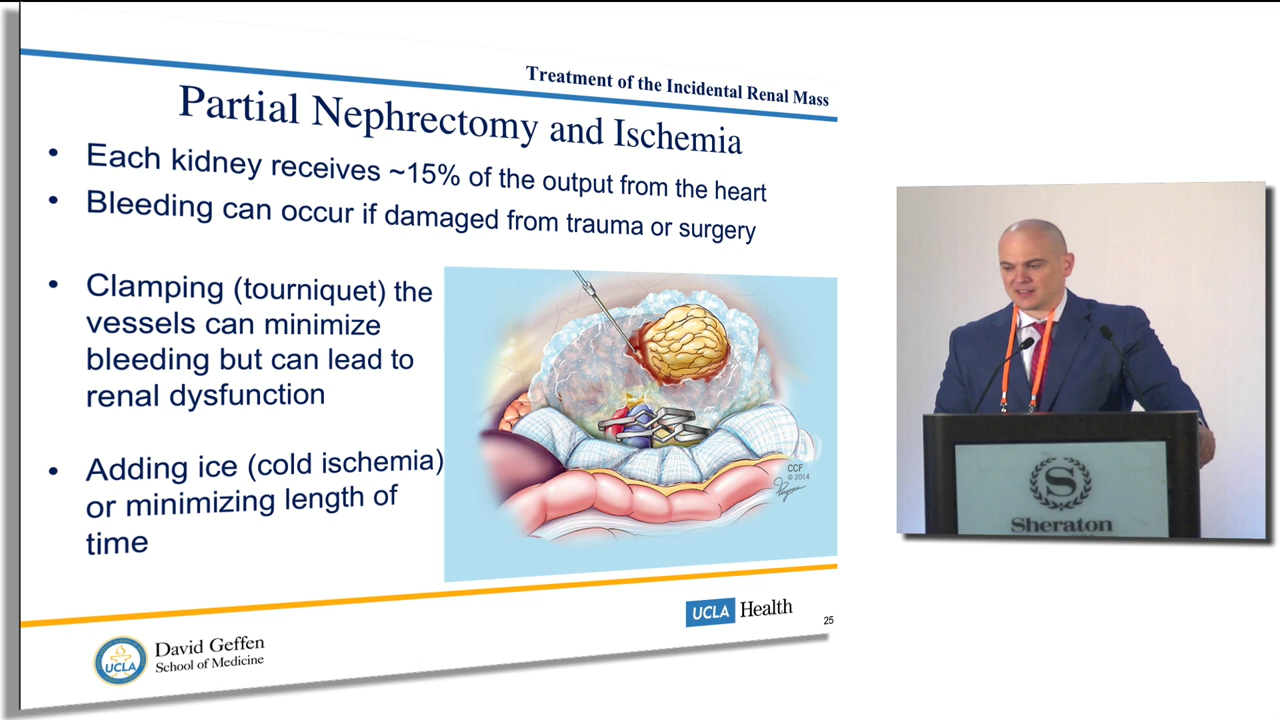 Treatment of the Incidental Renal Mass
Partial Nephrectomy and Ischemia
• Each kidney receives ~15% of the output from the heart
• Bleeding can occur if damaged from trauma or surgery
• Clamping (tourniquet) the
vessels can minimize
bleeding but can lead to
renal dysfunction
• Adding ice (cold ischemia)
or minimizing length of
time
CCF
© 2014
UCLA Health
25
UCLA
David Geffen
School of Medicine
S
Sheraton